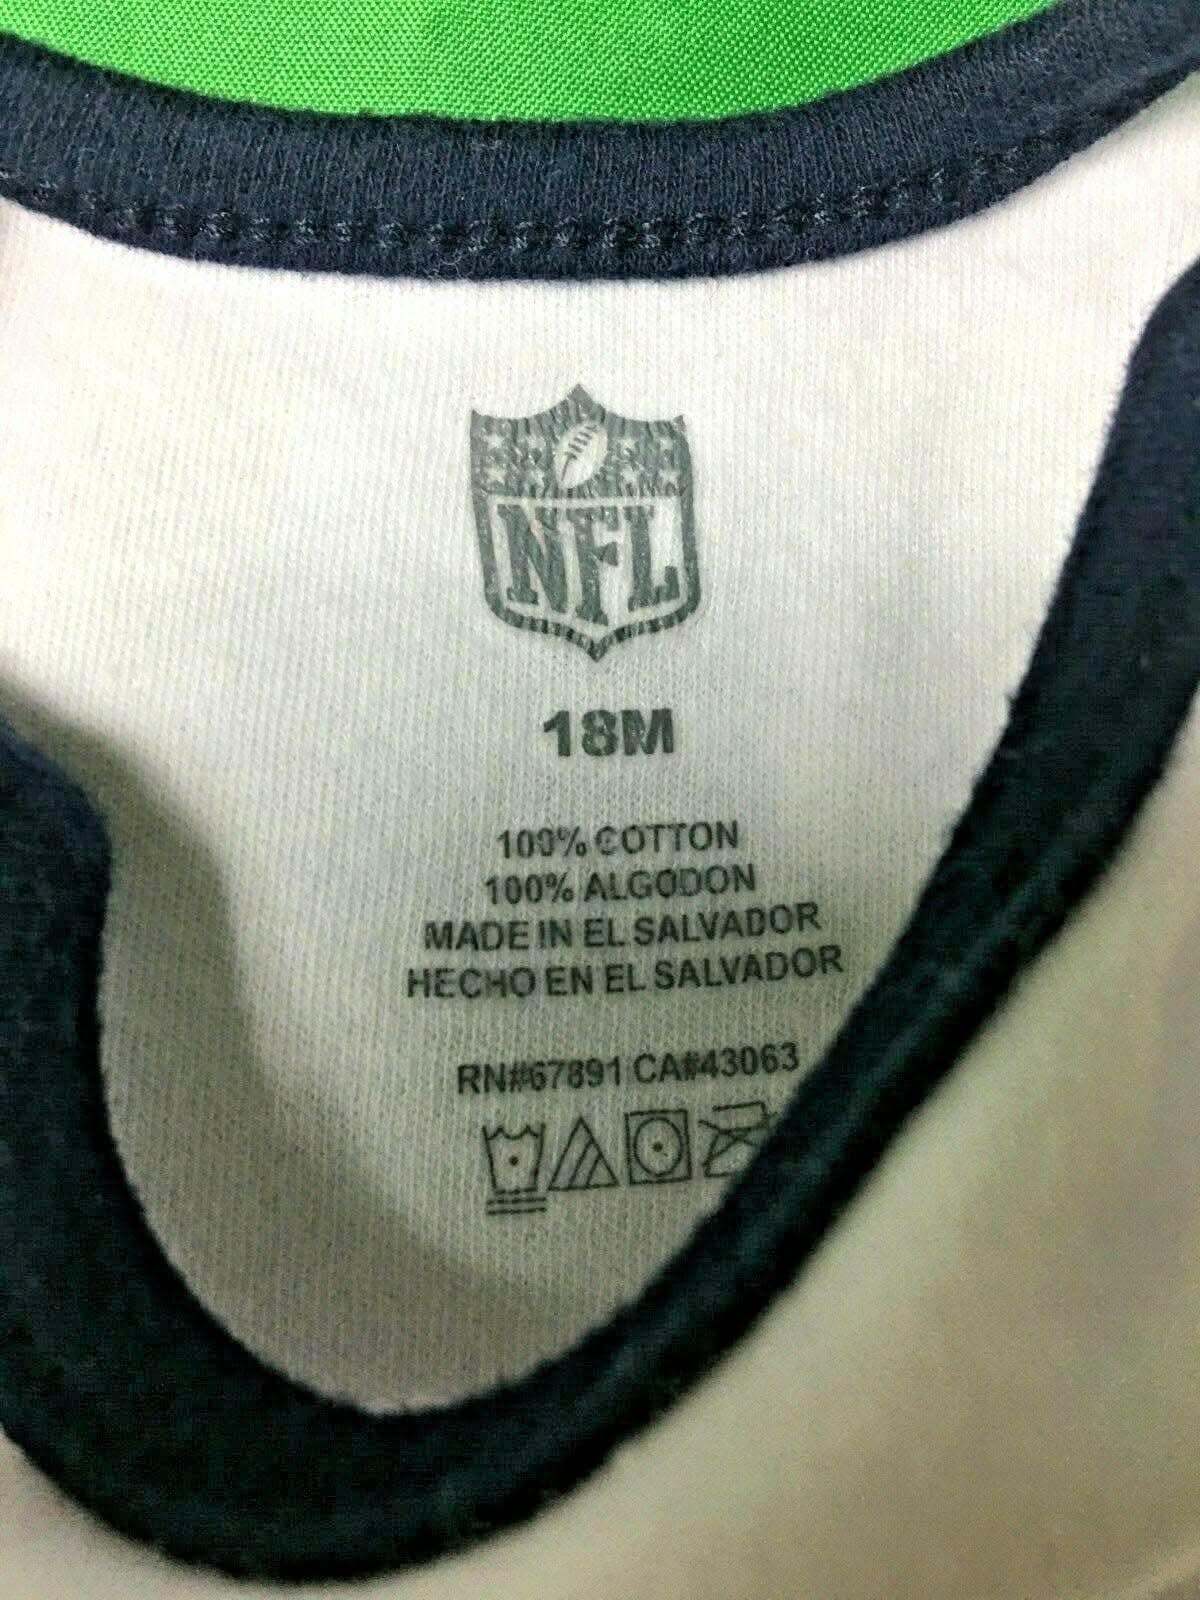 NFL
18M
100% COTTON
100% ALGODON
MADE IN EL SALVADOR
HECHO EN EL SALVADOR
RN#67891 CA#43063